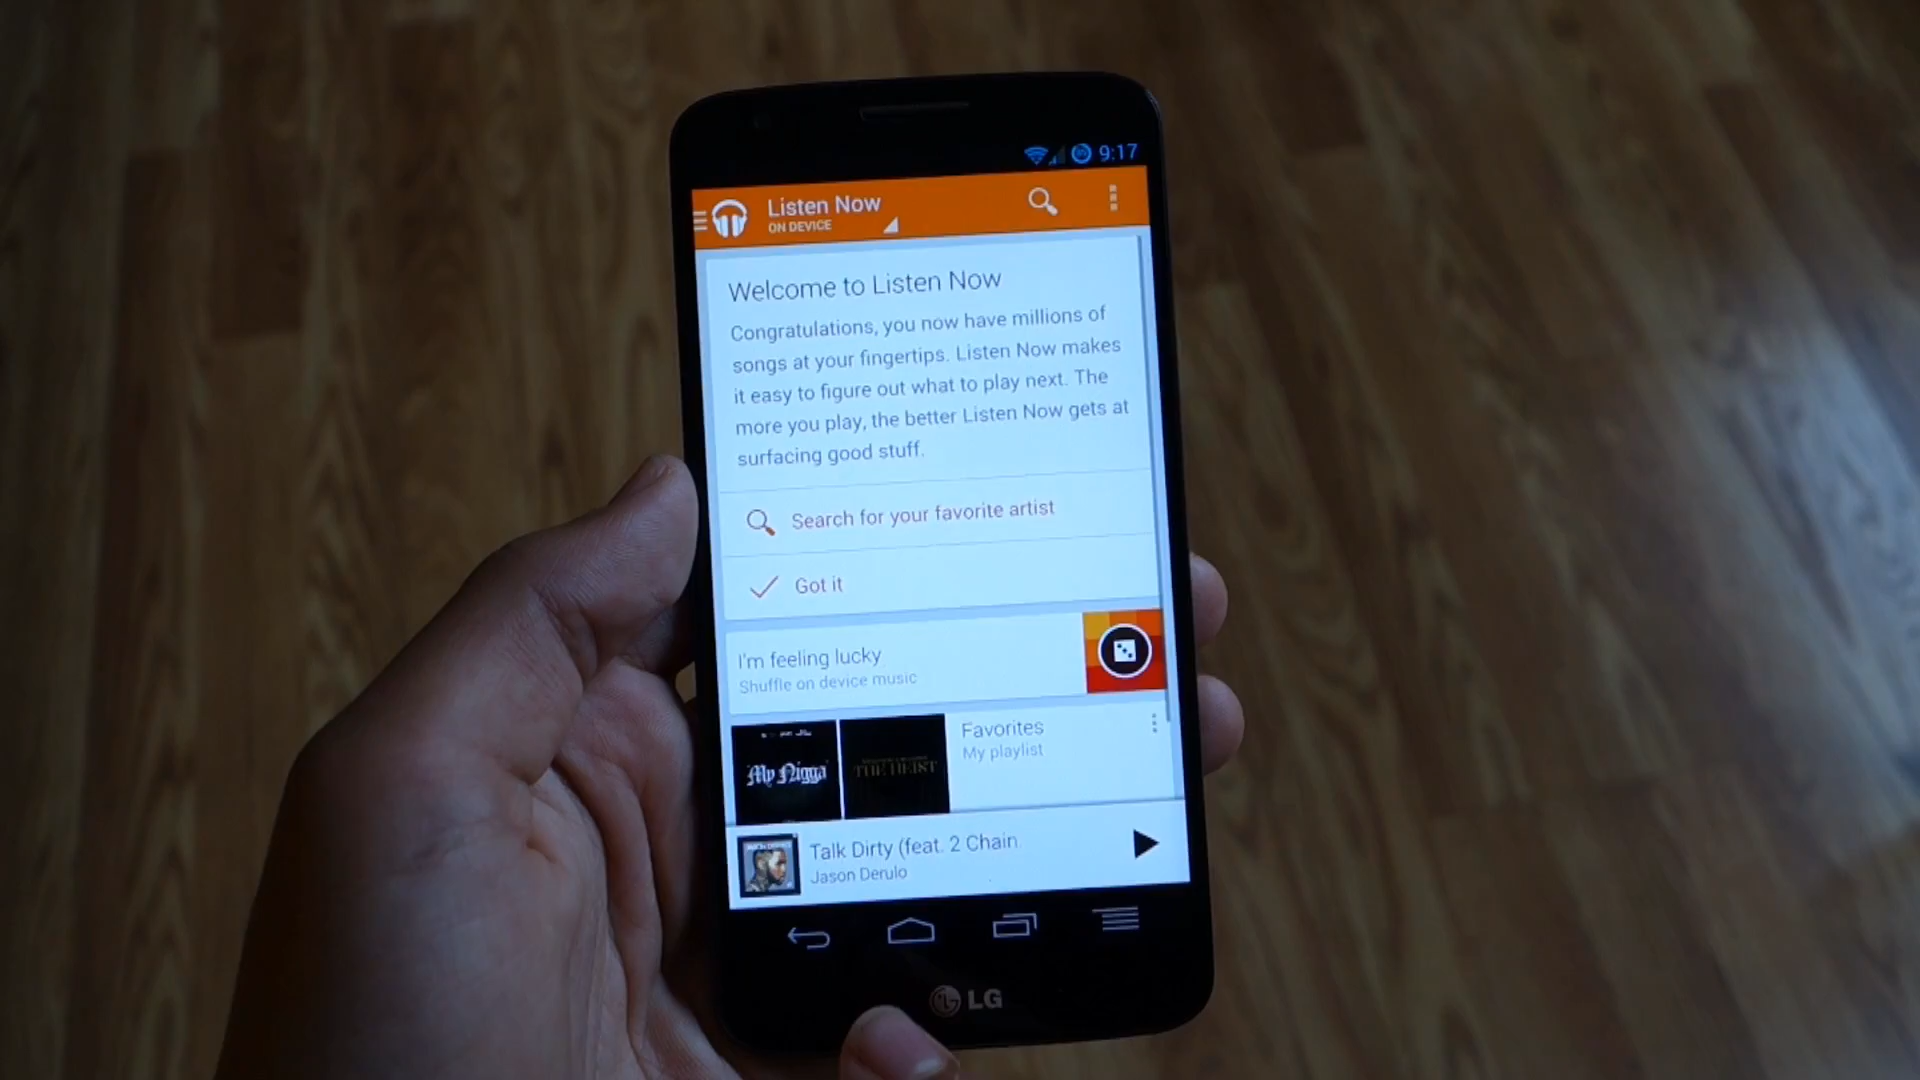 9:17
Listen Now
ON DEVICE
Welcome to Listen Now
Congratulations, you now have millions of
songs at your fingertips. Listen Now makes
it easy to figure out what to play next. The
more you play, the better Listen Now gets at
surfacing good stuff.
Search for your favorite artist
Got it
I'm feeling lucky
Shuffle on device music
My Nigga
THE HEIST
Favorites
My playlist
Talk Dirty (feat. 2 Chain
Jason Derulo
LG